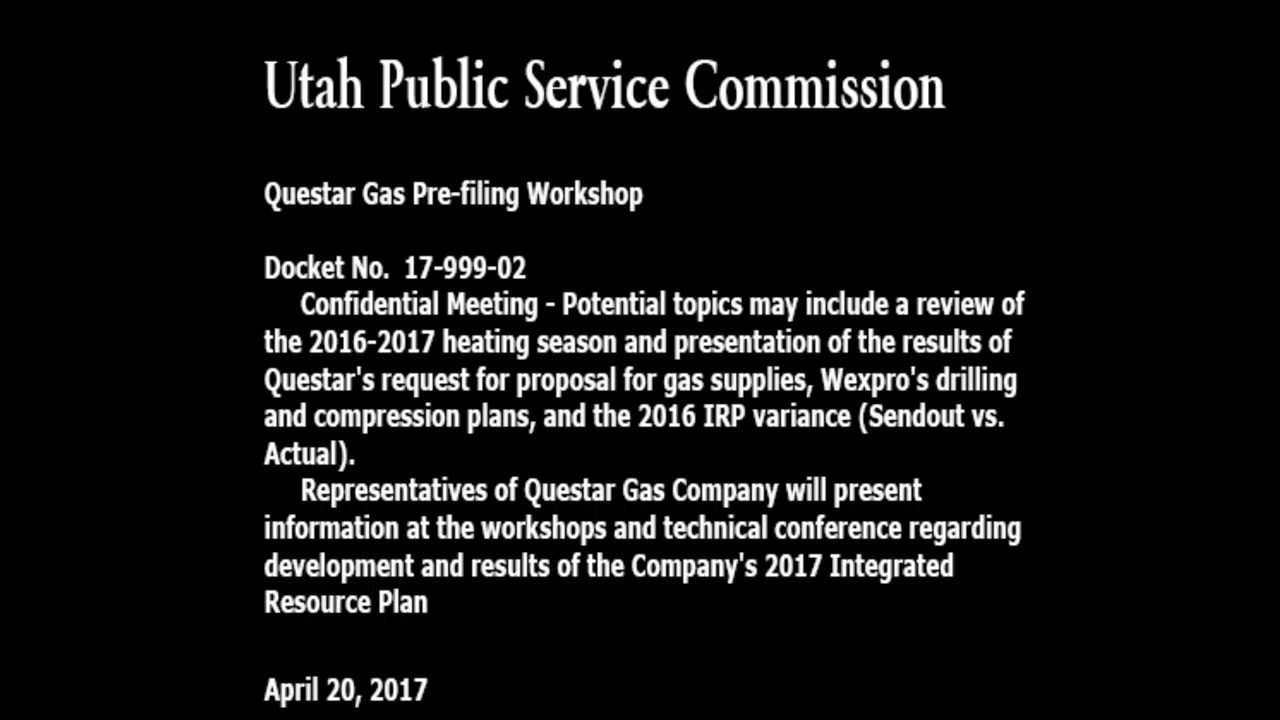 Utah Public Service Commission
Questar Gas Pre-filing Workshop
Docket No.  17-999-02
Confidential Meeting - Potential topics may include a review of
the 2016-2017 heating season and presentation of the results of
Questar's request for proposal for gas supplies, Wexpro's drilling
and compression plans, and the 2016 IRP variance (Sendout vs.
Actual).
Representatives of Questar Gas Company will present
information at the workshops and technical conference regarding
development and results of the Company's 2017 Integrated
Resource Plan
April 20, 2017